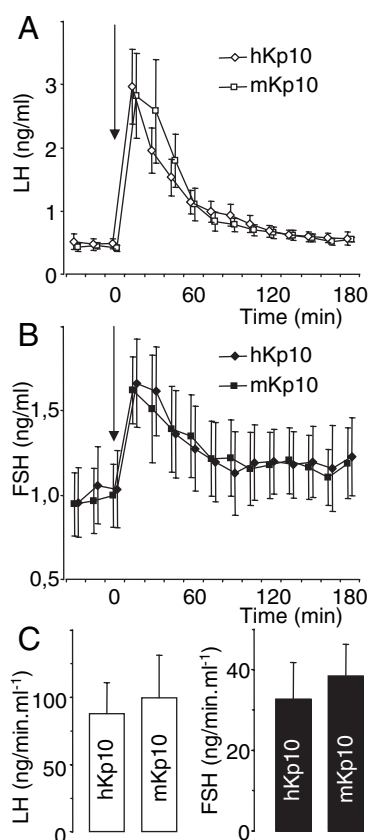 A
hKp10
mKp10
LH (ng/ml)
3
2
1
0
0 60 120 180
Time (min)
B
hKp10
mKp10
FSH (ng/ml)
1,5
1,0
0,5
0 60 120 180
Time (min)
C
LH (ng/min.ml⁻¹)
100
50
0
hKp10
mKp10
FSH (ng/min.ml⁻¹)
40
20
0
hKp10
mKp10